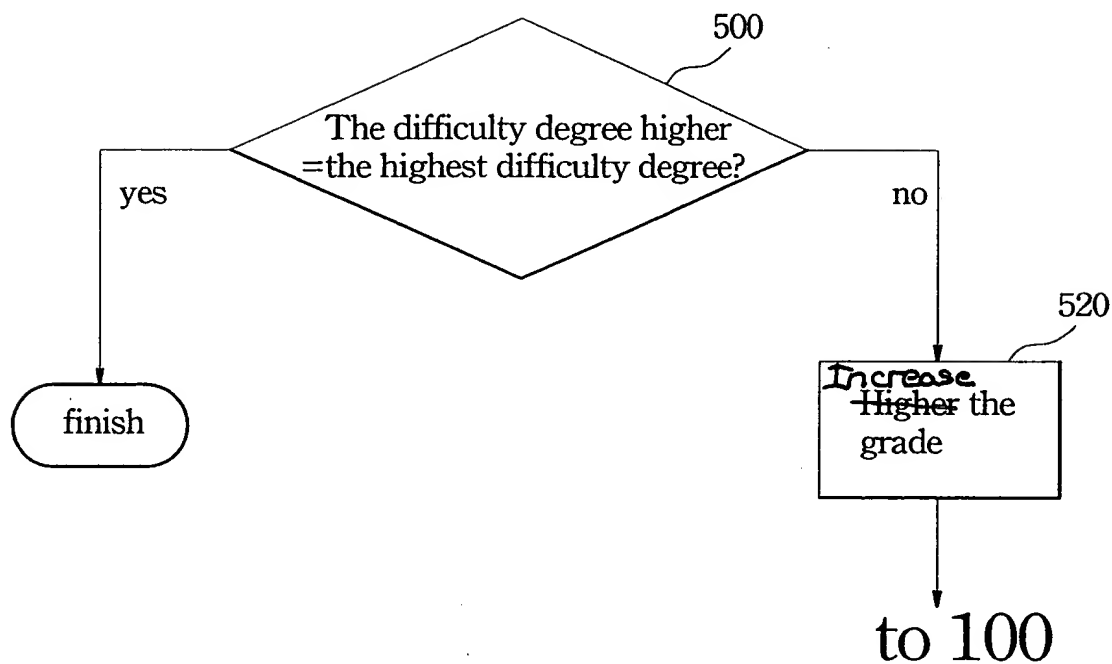 500
The difficulty degree higher
=the highest difficulty degree?
yes
no
520
Increase
Higher the
grade
finish
to 100